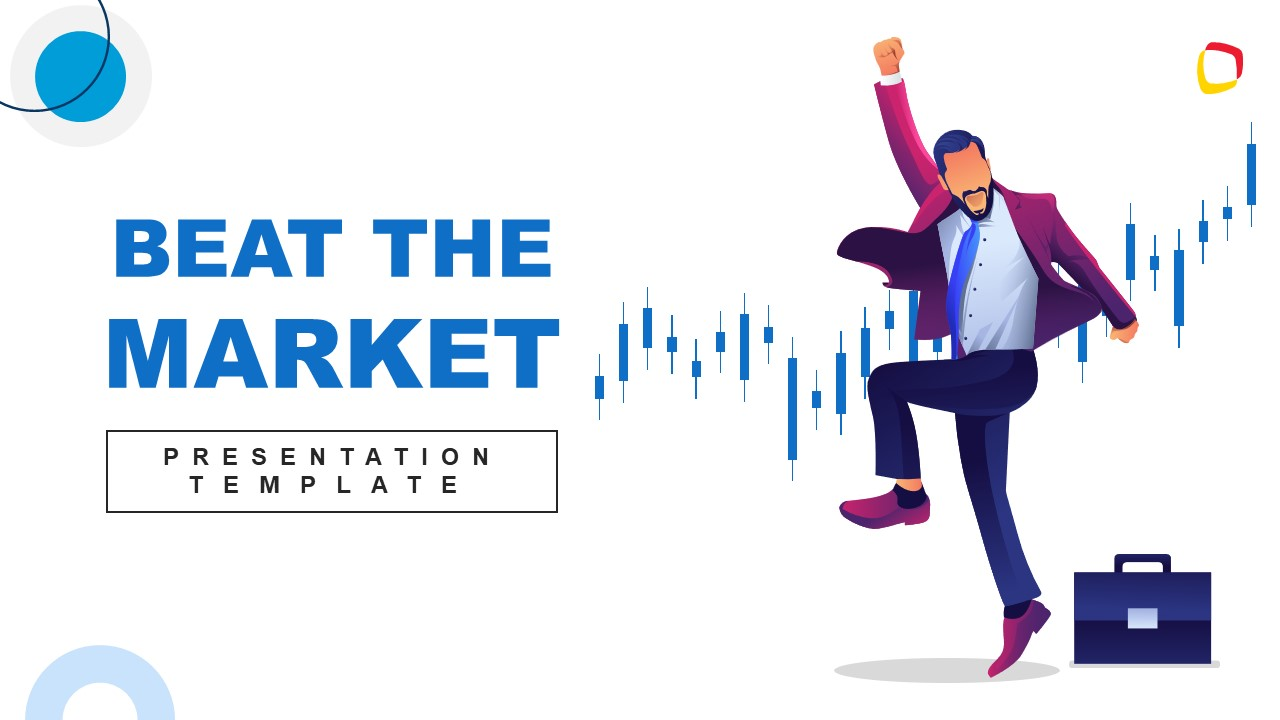 BEAT THE
MARKET
PRESENTATION
TEMPLATE